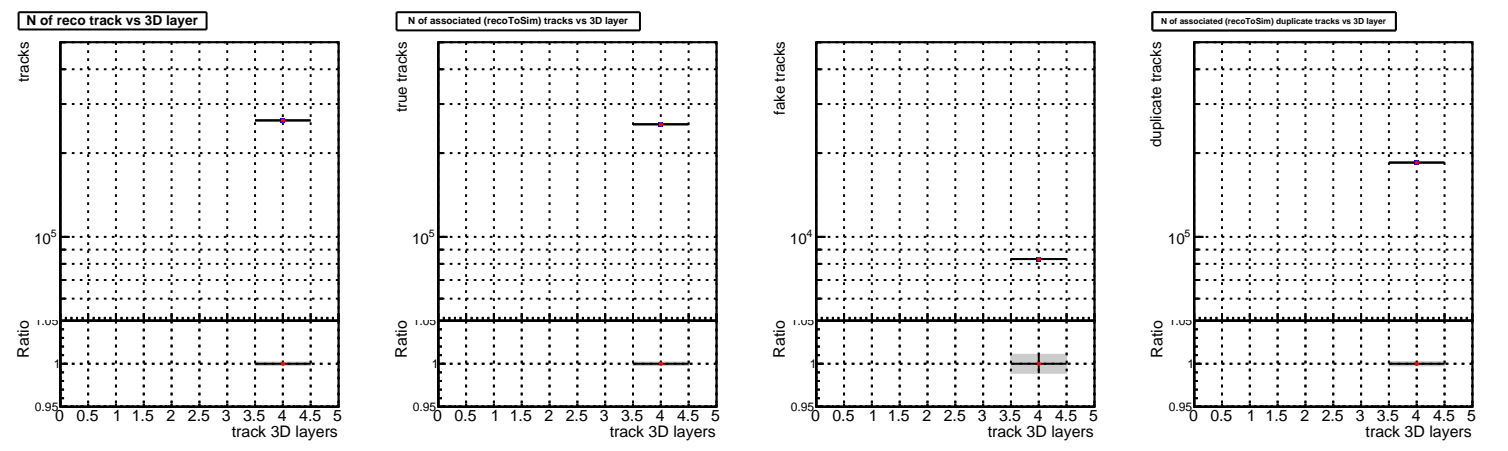 N of reco track vs 3D layer
tracks
10^5
1.05
Ratio
1
0.95
0 0.5 1 1.5 2 2.5 3 3.5 4 4.5 5
track 3D layers
N of associated (recoToSim) tracks vs 3D layer
true tracks
10^5
1.05
Ratio
1
0.95
0 0.5 1 1.5 2 2.5 3 3.5 4 4.5 5
track 3D layers
fake tracks
10^4
1.05
Ratio
1
0.95
0 0.5 1 1.5 2 2.5 3 3.5 4 4.5 5
track 3D layers
N of associated (recoToSim) duplicate tracks vs 3D layer
duplicate tracks
10^5
1.05
Ratio
1
0.95
0 0.5 1 1.5 2 2.5 3 3.5 4 4.5 5
track 3D layers